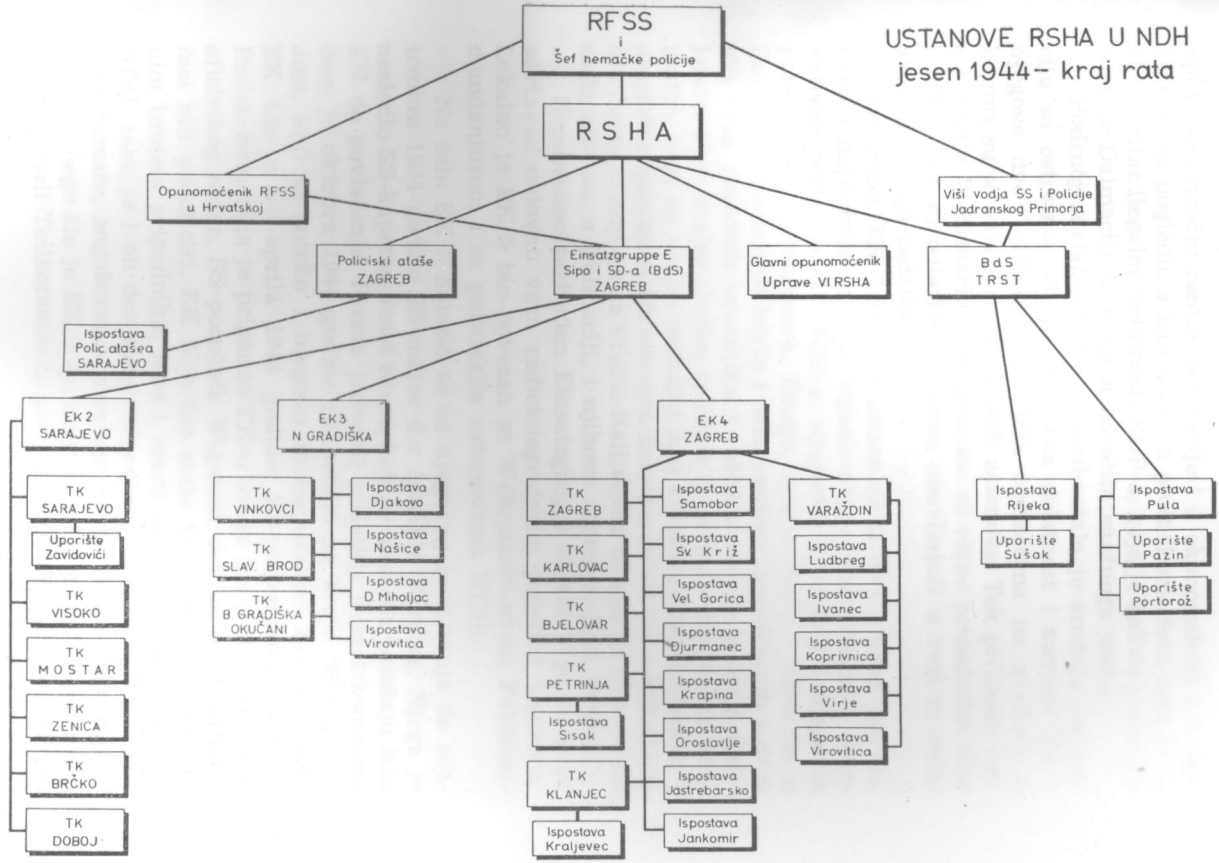 RFSS
i
Šef nemačke policije
USTANOVE RSHA U NDH
jesen 1944 – kraj rata
RSHA
Opunomoćenik RFSS
u Hrvatskoj
Viši vodja SS i Policije
Jadranskog Primorja
Policiski ataše
ZAGREB
Einsatzgruppe E
Sipo i SD-a (BdS)
ZAGREB
Glavni opunomoćenik
Uprave VI RSHA
BdS
TRST
Ispostava
Polic. atašea
SARAJEVO
EK 2
SARAJEVO
EK3
N GRADIŠKA
EK4
ZAGREB
TK
SARAJEVO
Uporište
Zavidovići
TK
VISOKO
TK
MOSTAR
TK
ZENICA
TK
BRČKO
TK
DOBOJ
TK
VINKOVCI
TK
SLAV. BROD
TK
B GRADIŠKA
OKUČANI
Ispostava
Djakovo
Ispostava
Našice
Ispostava
D. Miholjac
Ispostava
Virovitica
TK
ZAGREB
TK
KARLOVAC
TK
BJELOVAR
TK
PETRINJA
Ispostava
Sisak
TK
KLANJEC
Ispostava
Kraljevec
Ispostava
Samobor
Ispostava
Sv. Križ
Ispostava
Vel. Gorica
Ispostava
Djurmanec
Ispostava
Krapina
Ispostava
Oroslavlje
Ispostava
Jastrebarsko
Ispostava
Jankomir
TK
VARAŽDIN
Ispostava
Ludbreg
Ispostava
Ivanec
Ispostava
Koprivnica
Ispostava
Virje
Ispostava
Virovitica
Ispostava
Rijeka
Uporište
Sušak
Ispostava
Pula
Uporište
Pazin
Uporište
Portorož